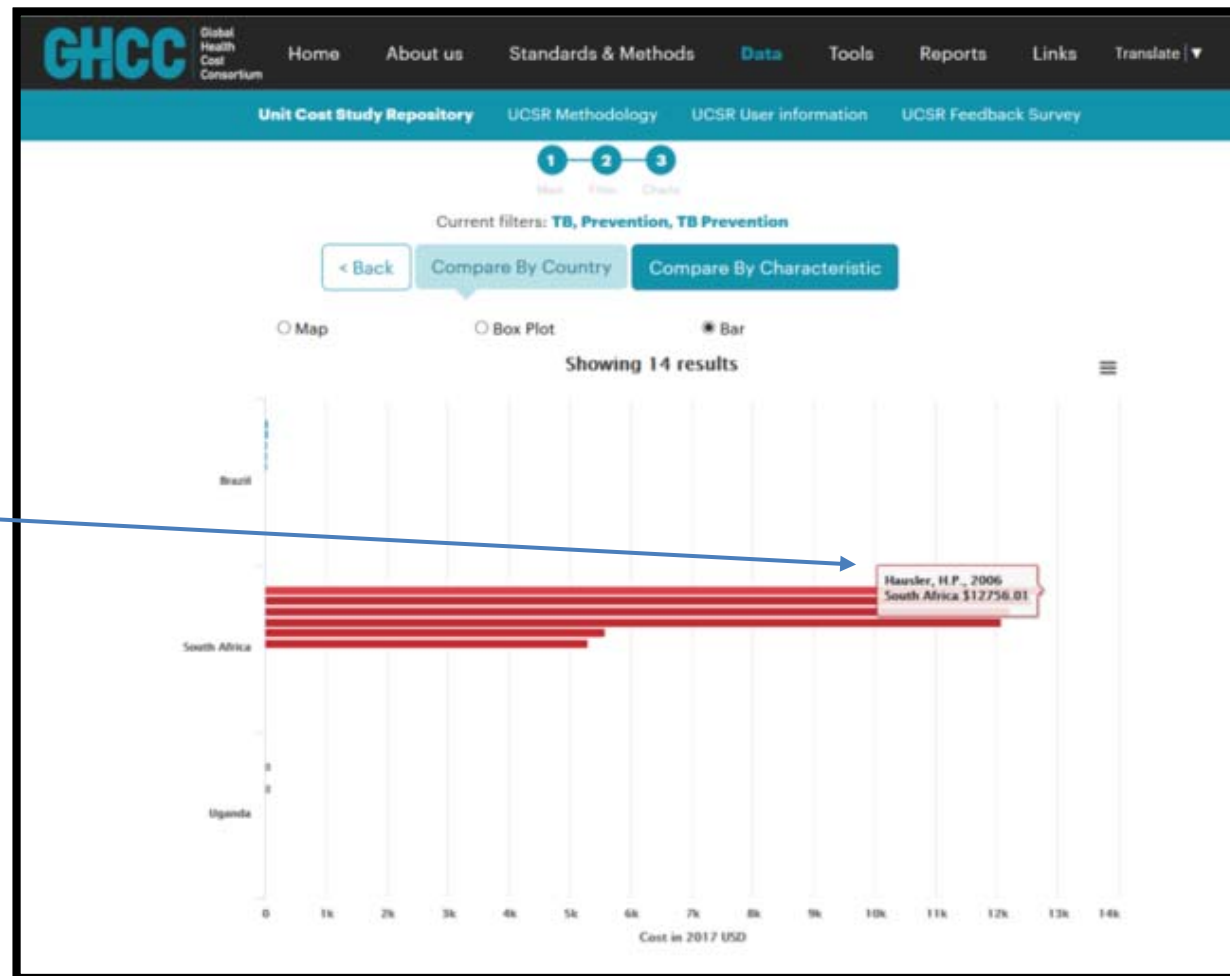 GHCC
Global
Health
Cost
Consortium
Home About us Standards & Methods Data Tools Reports Links Translate | ▼
Unit Cost Study Repository UCSR Methodology UCSR User information UCSR Feedback Survey
1 2 3
Main Filter Charts
Current filters: TB, Prevention, TB Prevention
< Back Compare By Country Compare By Characteristic
Map Box Plot Bar
Showing 14 results
Brazil
Hausler, H.P., 2006
South Africa $12756.01
South Africa
Uganda
0 1k 2k 3k 4k 5k 6k 7k 8k 9k 10k 11k 12k 13k 14k
Cost in 2017 USD